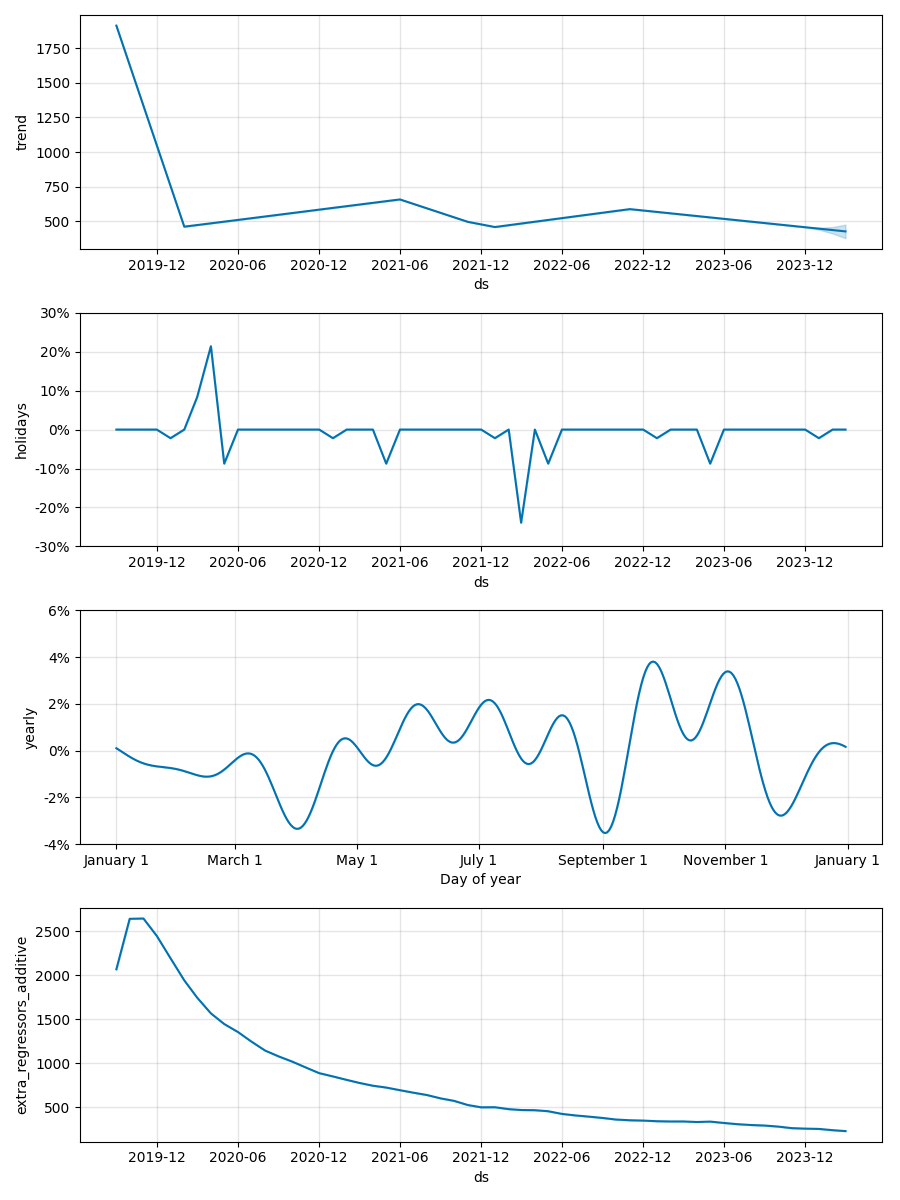 trend
1750
1500
1250
1000
750
500
2019-12 2020-06 2020-12 2021-06 2021-12 2022-06 2022-12 2023-06 2023-12
ds
holidays
30%
20%
10%
0%
-10%
-20%
-30%
2019-12 2020-06 2020-12 2021-06 2021-12 2022-06 2022-12 2023-06 2023-12
ds
yearly
6%
4%
2%
0%
-2%
-4%
January 1 March 1 May 1 July 1 September 1 November 1 January 1
Day of year
extra_regressors_additive
2500
2000
1500
1000
500
2019-12 2020-06 2020-12 2021-06 2021-12 2022-06 2022-12 2023-06 2023-12
ds